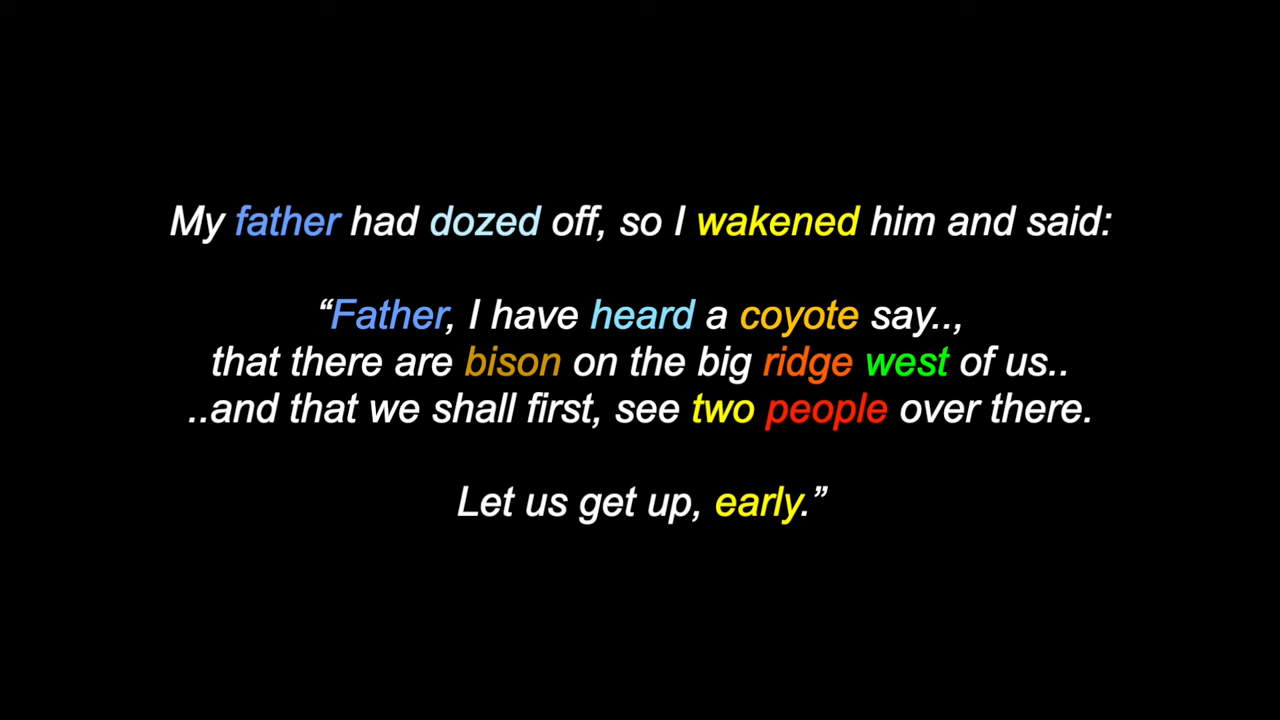 My father had dozed off, so I wakened him and said:
“Father, I have heard a coyote say..,
that there are bison on the big ridge west of us..
..and that we shall first, see two people over there.
Let us get up, early.”